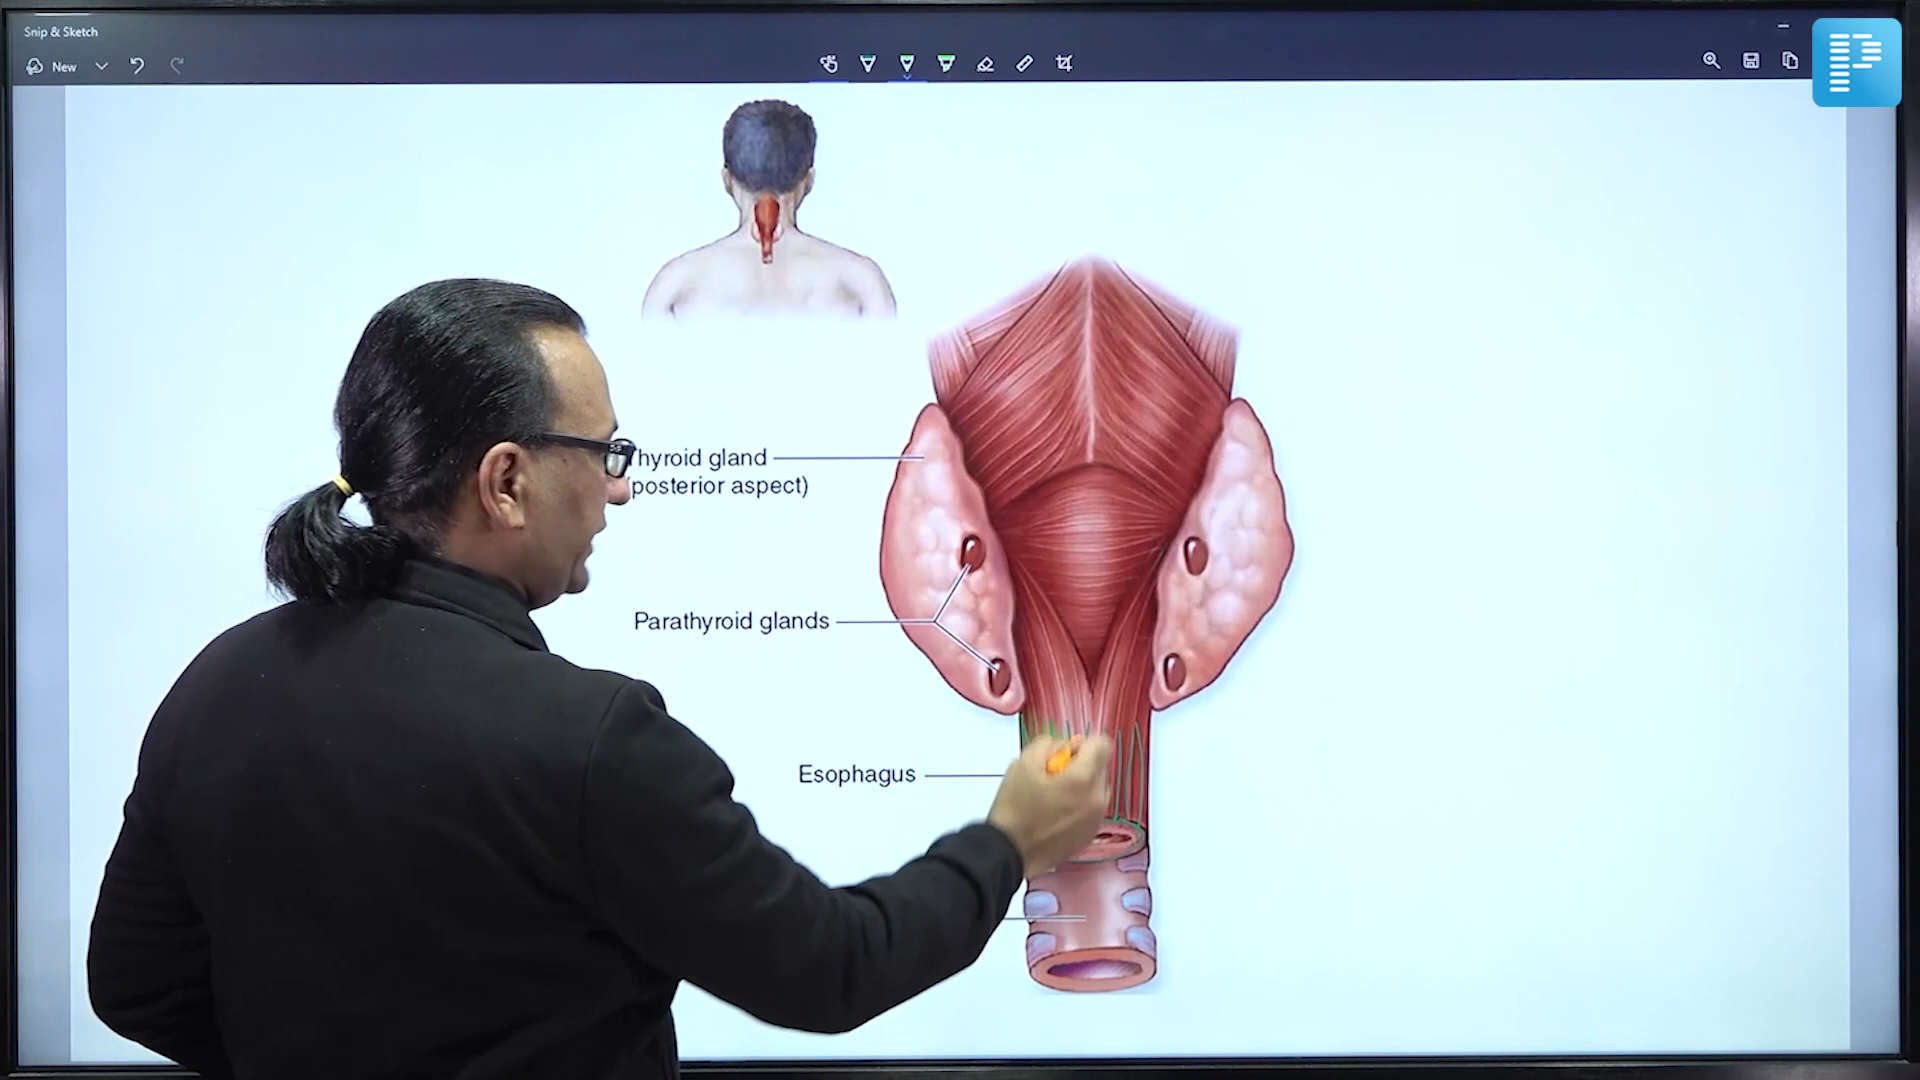 Snip & Sketch
New
hyroid gland
(posterior aspect)
Parathyroid glands
Esophagus